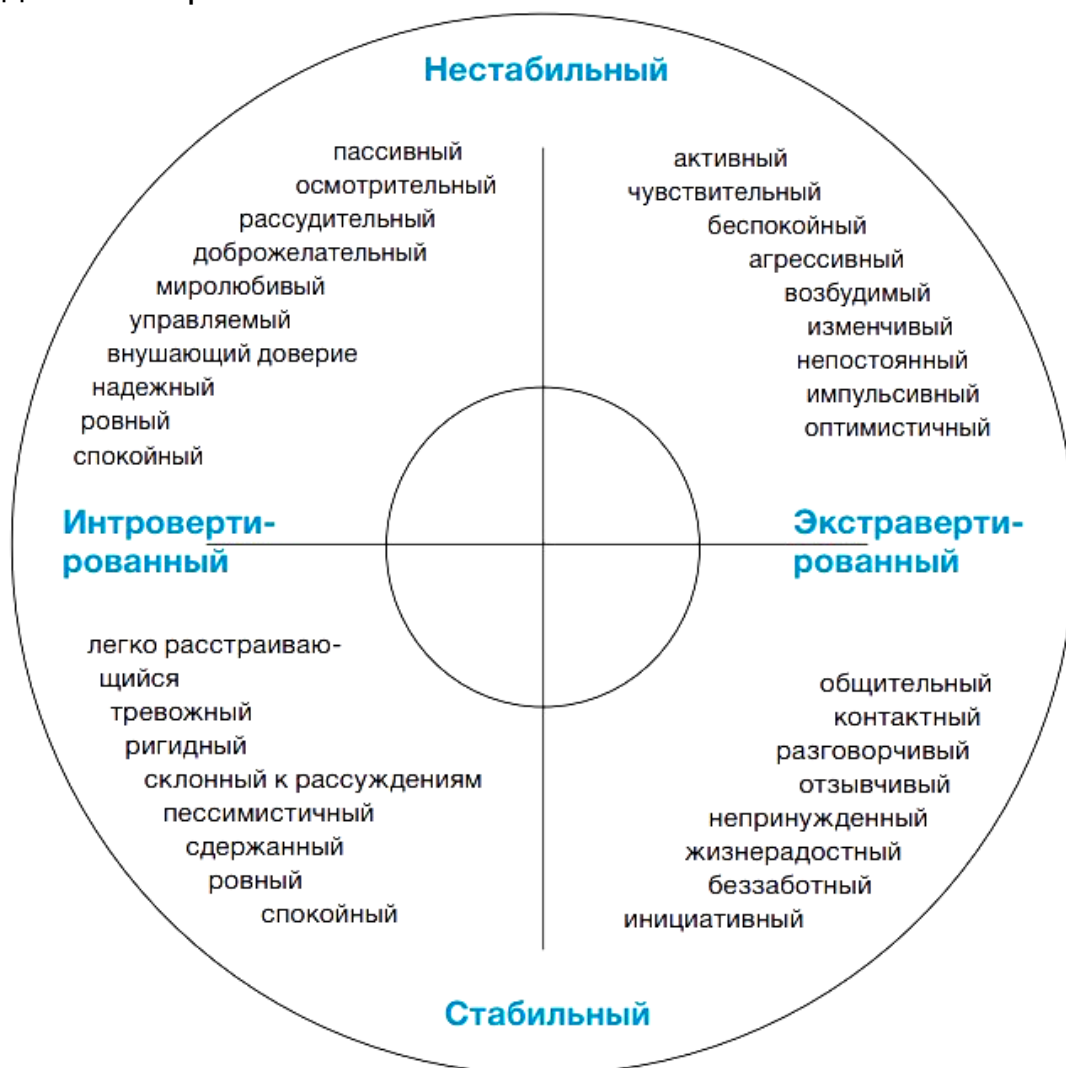 Нестабильный
пассивный
осмотрительный
рассудительный
доброжелательный
миролюбивый
управляемый
внушающий доверие
надежный
ровный
спокойный
активный
чувствительный
беспокойный
агрессивный
возбудимый
изменчивый
непостоянный
импульсивный
оптимистичный
Интроверти-
рованный
Экстраверти-
рованный
легко расстраиваю-
щийся
тревожный
ригидный
склонный к рассуждениям
пессимистичный
сдержанный
ровный
спокойный
общительный
контактный
разговорчивый
отзывчивый
непринужденный
жизнерадостный
беззаботный
инициативный
Стабильный